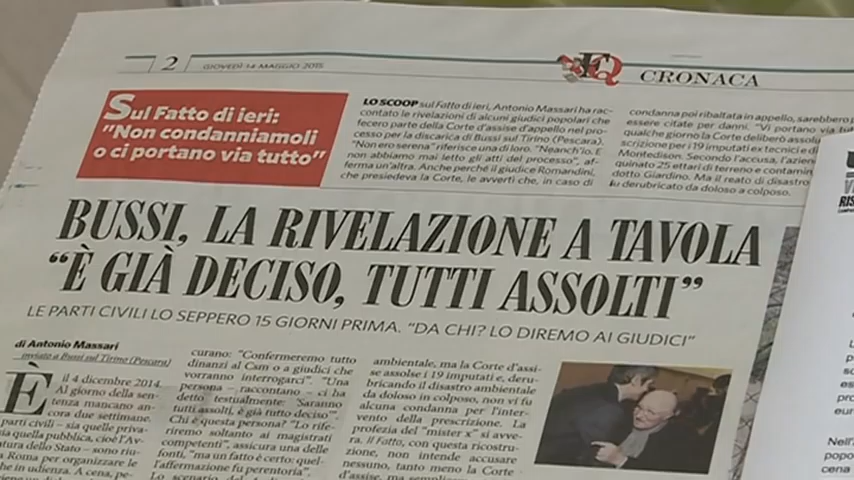 2
GIOVEDÌ 14 MAGGIO 2015
FQ
CRONACA
Sul Fatto di ieri:
"Non condanniamoli
o ci portano via tutto"
LO SCOOP sul Fatto di ieri, Antonio Massari ha rac-
contato le rivelazioni di alcuni giudici popolari che
fecero parte della Corte d'assise d'appello nel pro-
cesso per la discarica di Bussi sul Tirino (Pescara).
"Non ero serena" riferisce una di loro. "Neanch'io. E
non abbiamo mai letto gli atti del processo", af-
ferma un'altra. Anche perché il giudice Romandini,
che presiedeva la Corte, le avvertì che, in caso di
condanna poi ribaltata in appello, sarebbero
essere citate per danni. "Vi portano via
qualche giorno la Corte deliberò
scrizione per i 19 imputati ex tecnici e
Montedison. Secondo l'accusa,
quinato 25 ettari di terreno e
dotto Giardino. Ma il reato di disastro
fu derubricato da doloso a colposo.
BUSSI, LA RIVELAZIONE A TAVOLA
"È GIÀ DECISO, TUTTI ASSOLTI"
LE PARTI CIVILI LO SEPPERO 15 GIORNI PRIMA. "DA CHI? LO DIREMO AI GIUDICI"
di Antonio Massari
inviato a Bussi sul Tirino (Pescara)
È il 4 dicembre 2014.
Al giorno della sen-
tenza mancano an-
cora due settimane.
parti civili – sia quelle
sia quella pubblica, cioè
dello Stato – sono
Roma per organizzare le
in udienza. A cena,
curano: "Confermeremo tutto
dinanzi al Csm o a giudici che
vorranno interrogarci". "Una
persona – raccontano – ci ha
detto testualmente: 'Saranno
tutti assolti, è già tutto deciso'".
Chi è questa persona? "Lo rife-
riremo soltanto ai magistrati
competenti", assicura una delle
fonti, "ma un fatto è certo: quel-
l'affermazione fu perentoria".
Lo scenario
ambientale, ma la Corte d'assi-
se assolse i 19 imputati e, deru-
bricando il disastro ambientale
da doloso in colposo, non vi fu
alcuna condanna per l'inter-
vento della prescrizione. La
profezia del "mister x" si avve-
ra. Il Fatto, con questa ricostru-
zione, non intende accusare
nessuno, tanto meno la Corte